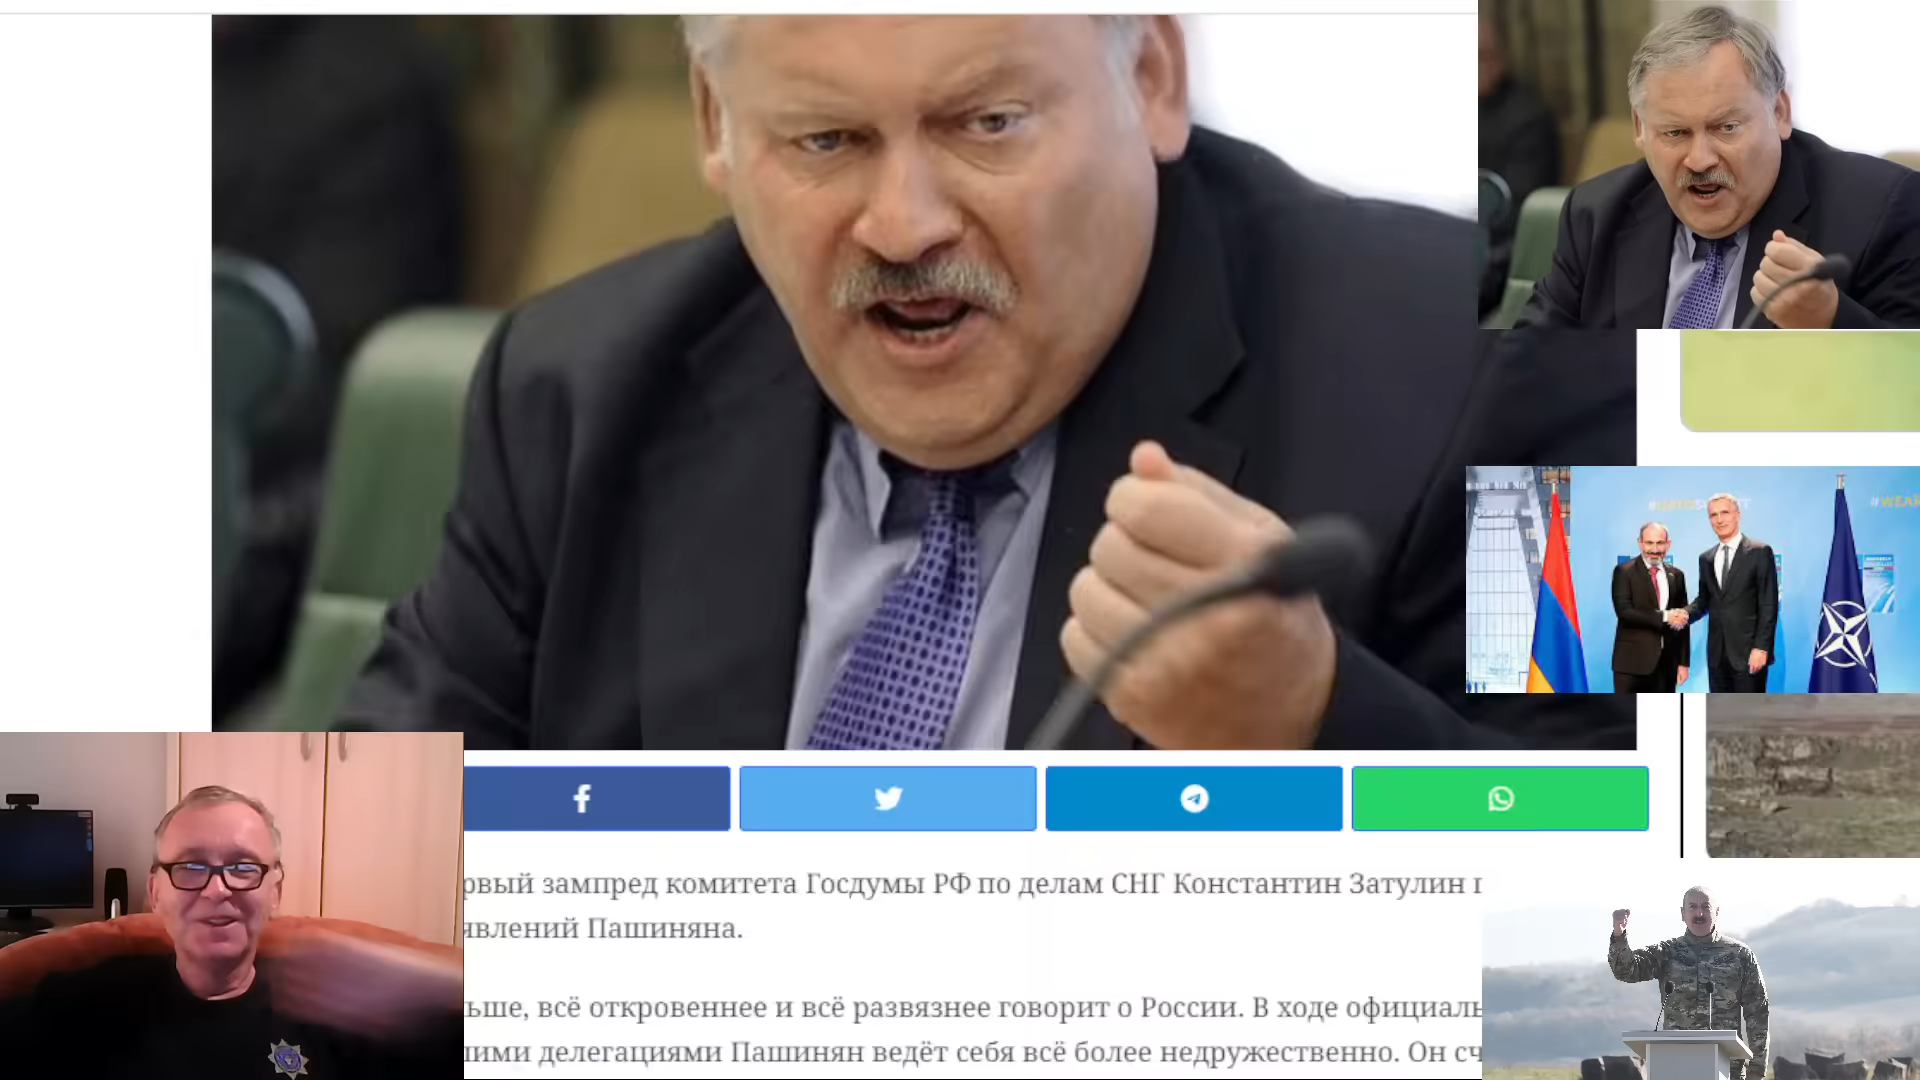 #WEAR
рвый зампред комитета Госдумы РФ по делам СНГ Константин Затулин п
явлений Пашиняна.
ьше, всё откровеннее и всё развязнее говорит о России. В ходе официаль
ими делегациями Пашинян ведёт себя всё более недружественно. Он сч